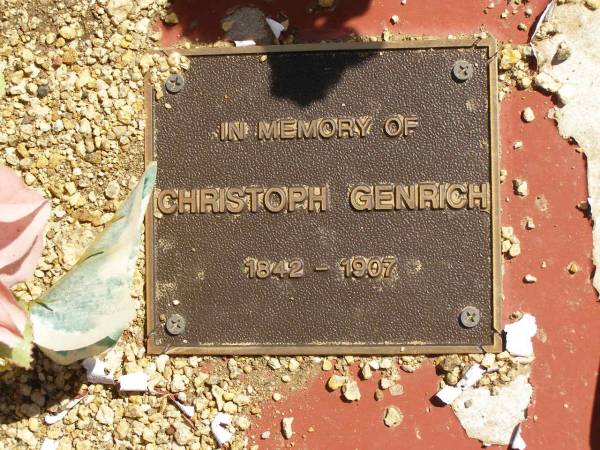 IN MEMORY OF
CHRISTOPH GENRICH
1842 - 1907